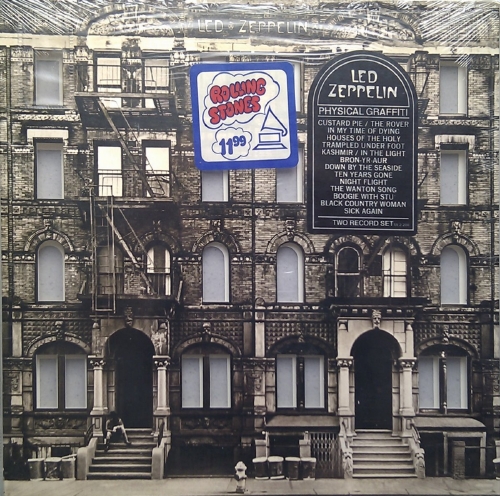 LED ZEPPELIN
ROLLING
STONES
11.99
LED
ZEPPELIN
PHYSICAL GRAFFITI
CUSTARD PIE / THE ROVER
IN MY TIME OF DYING
HOUSES OF THE HOLY
TRAMPLED UNDER FOOT
KASHMIR / IN THE LIGHT
BRON-YR-AUR
DOWN BY THE SEASIDE
TEN YEARS GONE
NIGHT FLIGHT
THE WANTON SONG
BOOGIE WITH STU
BLACK COUNTRY WOMAN
SICK AGAIN
TWO RECORD SET